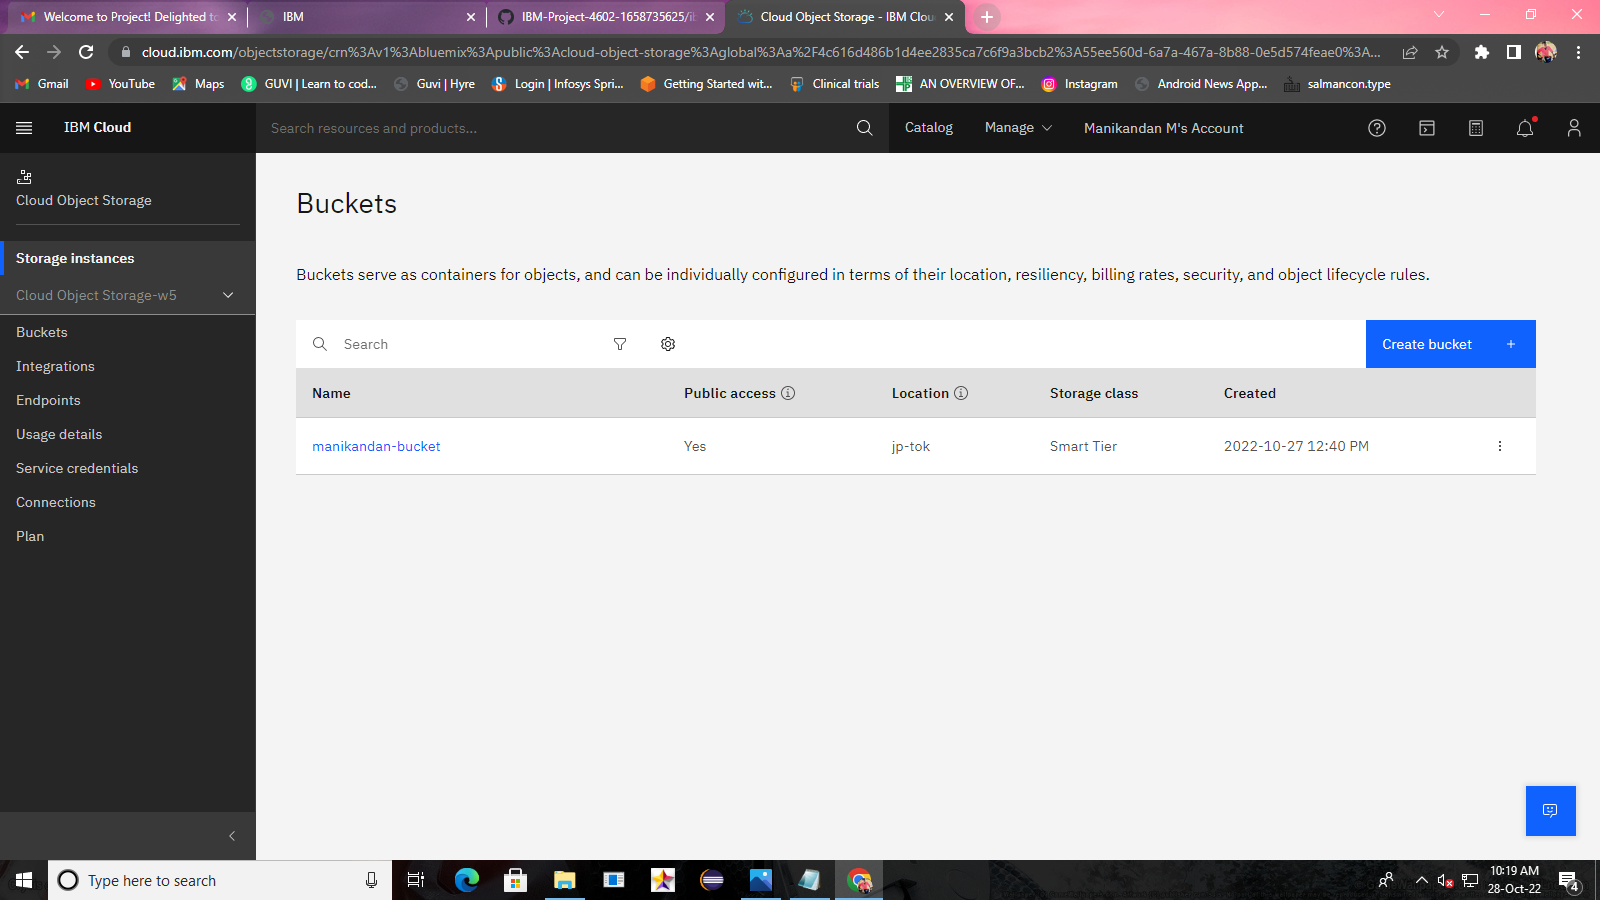 Welcome to Project! Delighted to
IBM
IBM-Project-4602-1658735625/ib
Cloud Object Storage - IBM Clou
cloud.ibm.com/objectstorage/crn%3Av1%3Abluemix%3Apublic%3Acloud-object-storage%3Aglobal%3Aa%2F4c616d486b1d4ee2835ca7c6f9a3bcb2%3A55ee560d-6a7a-467a-8b88-0e5d574feae0%3A...
Gmail
YouTube
Maps
GUVI | Learn to cod...
Guvi | Hyre
Login | Infosys Spri...
Getting Started wit...
Clinical trials
AN OVERVIEW OF...
Instagram
Android News App...
salmancon.type
IBM Cloud
Search resources and products...
Catalog
Manage
Manikandan M's Account
Cloud Object Storage
Storage instances
Cloud Object Storage-w5
Buckets
Integrations
Endpoints
Usage details
Service credentials
Connections
Plan
Buckets
Buckets serve as containers for objects, and can be individually configured in terms of their location, resiliency, billing rates, security, and object lifecycle rules.
Search
Create bucket +
Name Public access Location Storage class Created
manikandan-bucket Yes jp-tok Smart Tier 2022-10-27 12:40 PM
Type here to search
10:19 AM
28-Oct-22
4